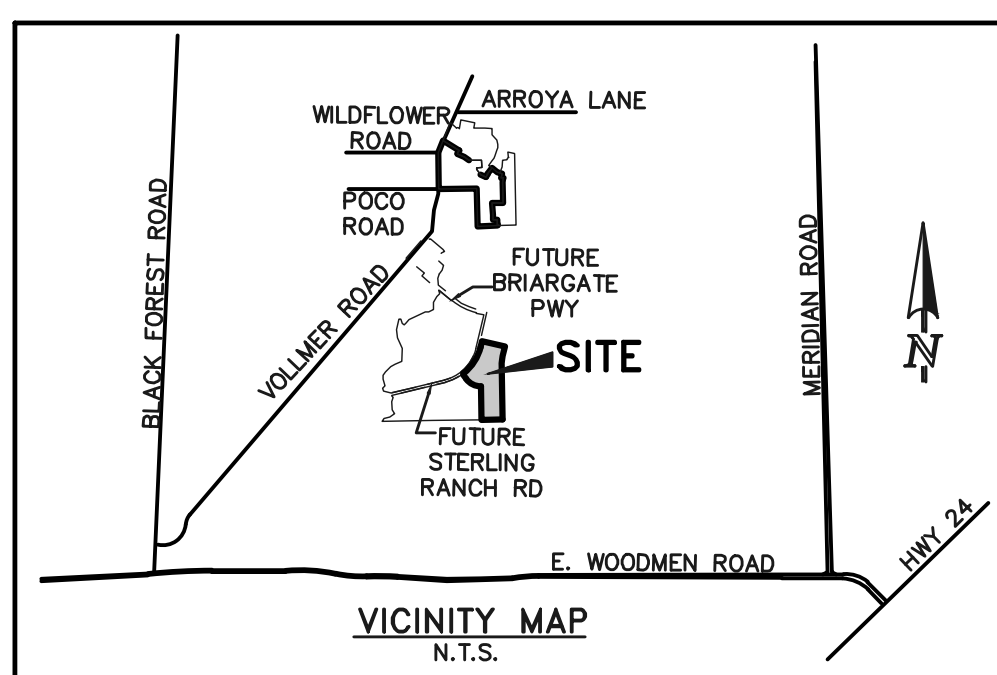 ARROYA LANE
WILDFLOWER
ROAD
POCO
ROAD
BLACK FOREST ROAD
VOLLMER ROAD
FUTURE
BRIARGATE
PWY
MERIDIAN ROAD
N
SITE
FUTURE
STERLING
RANCH RD
HWY 24
E. WOODMEN ROAD
VICINITY MAP
N.T.S.